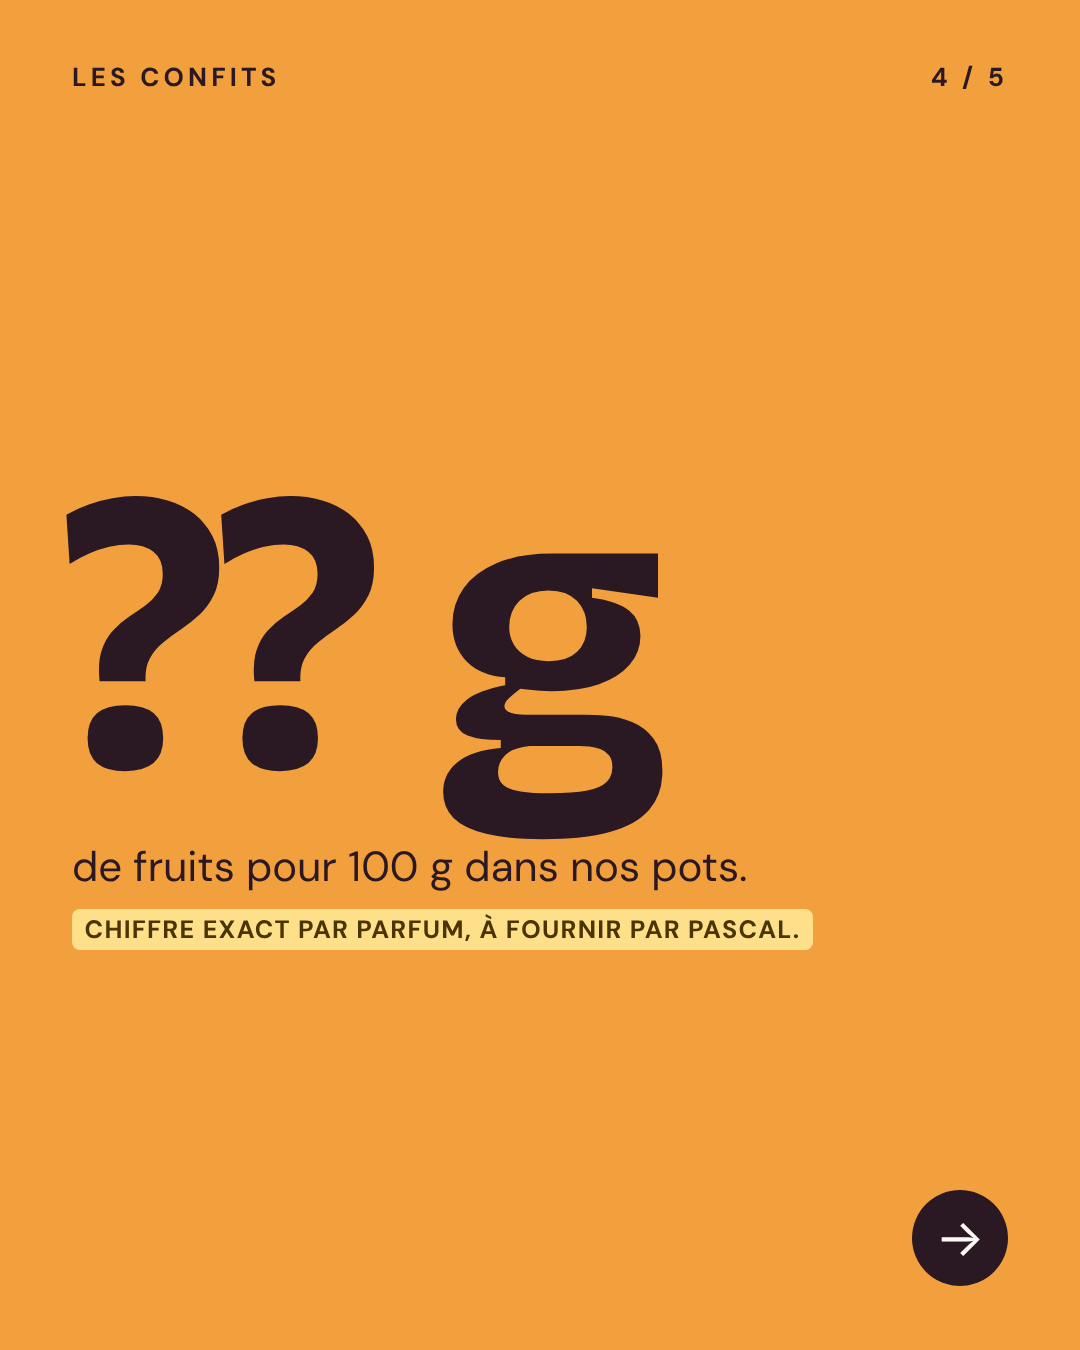 LES CONFITS
4 / 5
?? g
de fruits pour 100 g dans nos pots.
CHIFFRE EXACT PAR PARFUM, À FOURNIR PAR PASCAL.